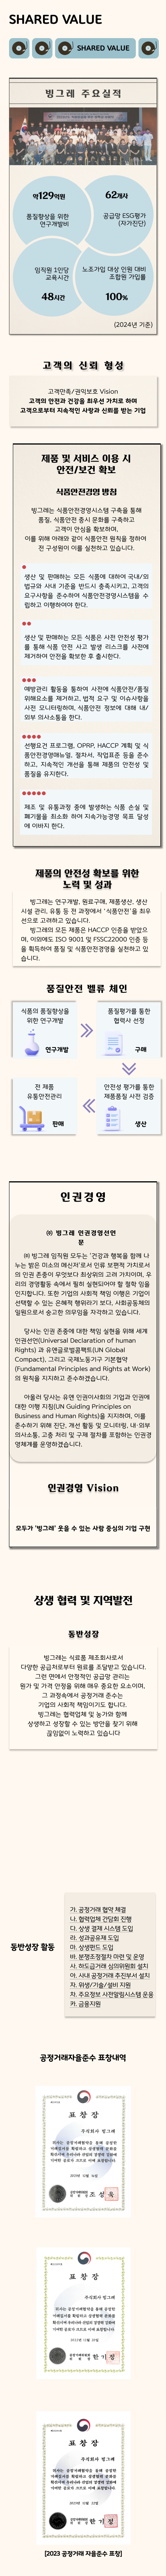 SHARED VALUE
SHARED VALUE
빙그레 주요실적
약129억원
품질향상을 위한
연구개발비
62개사
공급망 ESG평가
(자가진단)
임직원 1인당
교육시간
48시간
노조가입 대상 인원 대비
조합원 가입률
100%
(2024년 기준)
고객의 신뢰 형성
고객만족/권익보호 Vision
고객의 안전과 건강을 최우선 가치로 하며
고객으로부터 지속적인 사랑과 신뢰를 받는 기업
제품 및 서비스 이용 시
안전/보건 확보
식품안전경영 방침
빙그레는 식품안전경영시스템 구축을 통해
품질, 식품안전 중시 문화를 구축하고
고객이 안심을 확보하며,
이를 위해 아래와 같이 식품안전 원칙을 정하여
전 구성원이 이를 실천하고 있습니다.
생산 및 판매하는 모든 식품에 대하여 국내/외
법규와 사내 기준을 반드시 충족시키고, 고객의
요구사항을 준수하여 식품안전경영시스템을 수
립하고 이행하여야 한다.
생산 및 판매하는 모든 식품은 사전 안정성 평가
를 통해 식품 안전 사고 발생 리스크를 사전에
제거하여 안전을 확보한 후 출시한다.
예방관리 활동을 통하여 사전에 식품안전/품질
위해요소를 제거하고, 법적 요구 및 이슈사항을
사전 모니터링하며, 식품안전 정보에 대해 내/
외부 의사소통을 한다.
선행요건 프로그램, OPRP, HACCP 계획 및 식
품안전경영매뉴얼, 절차서, 작업표준 등을 준수
하고, 지속적인 개선을 통해 제품의 안전성 및
품질을 유지한다.
제조 및 유통과정 중에 발생하는 식품 손실 및
폐기물을 최소화 하여 지속가능경영 목표 달성
에 이바지 한다.
제품의 안전성 확보를 위한
노력 및 성과
빙그레는 연구개발, 원료구매, 제품생산, 생산
시설 관리, 유통 등 전 과정에서 '식품안전'을 최우
선으로 고려하고 있습니다.
빙그레의 모든 제품은 HACCP 인증을 받았으
며, 이외에도 ISO 9001 및 FSSC22000 인증 등
을 획득하여 품질 및 식품안전경영을 실천하고 있
습니다.
품질안전 밸류 체인
식품의 품질향상을
위한 연구개발
연구개발
품질평가를 통한
협력사 선정
구매
전 제품
유통안전관리
판매
안전성 평가를 통한
제품품질 사전 검증
생산
인권경영
㈜ 빙그레 인권경영선언
문
㈜ 빙그레 임직원 모두는 '건강과 행복을 함께 나
누는 밝은 미소의 메신저'로서 인류 보편적 가치로서
의 인권 존중이 무엇보다 최상위의 고려 가치이며, 우
리의 경영활동 속에서 필히 실현되어야 할 철칙 임을
인지합니다. 또한 기업의 사회적 책임 이행은 기업이
선택할 수 있는 은혜적 행위라기 보다, 사회공동체의
일원으로서 숭고한 의무임을 자각하고 있습니다.
당사는 인권 존중에 대한 책임 실현을 위해 세계
인권선언(Universal Declaration of Human
Rights) 과 유엔글로벌콤팩트(UN Global
Compact), 그리고 국제노동기구 기본협약
(Fundamental Principles and Rights at Work)
의 원칙을 지지하고 준수하겠습니다.
아울러 당사는 유엔 인권이사회의 기업과 인권에
대한 이행 지침(UN Guiding Principles on
Business and Human Rights)을 지지하며, 이를
준수하기 위해 진단, 개선 활동 및 모니터링, 내·외부
의사소통, 고충 처리 및 구제 절차를 포함하는 인권경
영체계를 운영하겠습니다.
인권경영 Vision
모두가 '빙그레' 웃을 수 있는 사람 중심의 기업 구현
상생 협력 및 지역발전
동반성장
빙그레는 식료품 제조회사로서
다양한 공급처로부터 원료를 조달받고 있습니다.
그런 면에서 안정적인 공급망 관리는
원가 및 가격 안정을 위해 매우 중요한 요소이며,
그 과정속에서 공정거래 준수는
기업의 사회적 책임이기도 합니다.
빙그레는 협력업체 및 농가와 함께
상생하고 성장할 수 있는 방안을 찾기 위해
끊임없이 노력하고 있습니다
동반성장 활동
가. 공정거래 협약 체결
나. 협력업체 간담회 진행
다. 상생 결제 시스템 도입
라. 성과공유제 도입
마. 상생펀드 도입
바. 분쟁조정절차 마련 및 운영
사. 하도급거래 심의위원회 설치
아. 사내 공정거래 추진부서 설치
자. 위생/기술/설비 지원
차. 주요정보 사전알림시스템 운용
카. 금융지원
공정거래자율준수 표창내역
표 창 장
주식회사 빙그레
표 창 장
주식회사 빙그레
표 창 장
주식회사 빙그레
[2023 공정거래 자율준수 표창]